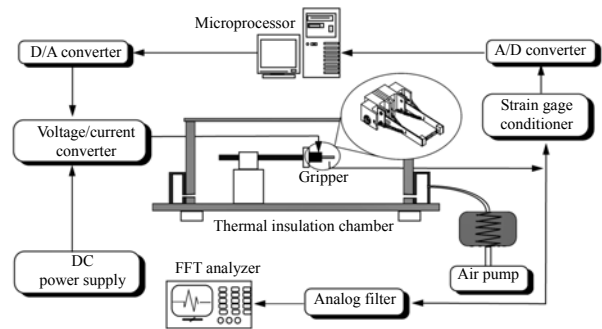 Microprocessor
D/A converter
A/D converter
Voltage/current
converter
Strain gage
conditioner
Gripper
Thermal insulation chamber
DC
power supply
FFT analyzer
Analog filter
Air pump